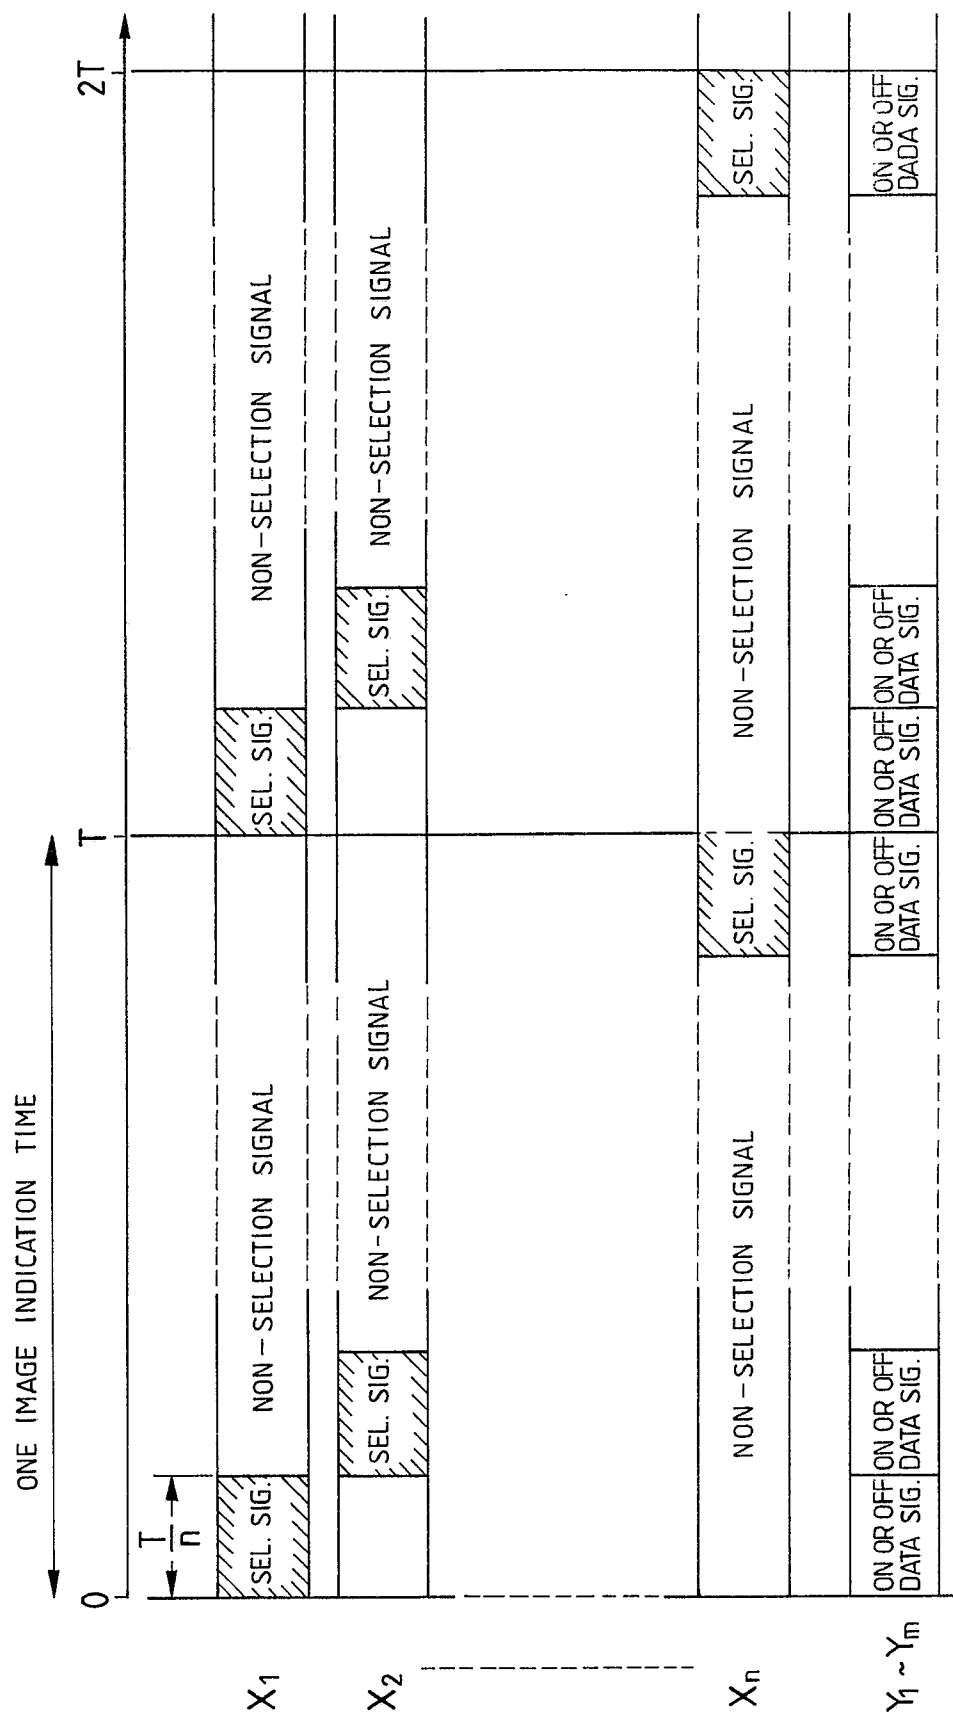 ONE IMAGE INDICATION TIME
0
T
2T
T
n
X1
SEL. SIG.
NON-SELECTION SIGNAL
SEL. SIG.
NON-SELECTION SIGNAL
X2
SEL. SIG.
NON-SELECTION SIGNAL
SEL. SIG.
NON-SELECTION SIGNAL
Xn
NON-SELECTION SIGNAL
SEL. SIG.
NON-SELECTION SIGNAL
SEL. SIG.
Y1 ~ Ym
ON OR OFF
DATA SIG.
ON OR OFF
DATA SIG.
ON OR OFF
DATA SIG.
ON OR OFF
DATA SIG.
ON OR OFF
DATA SIG.
ON OR OFF
DADA SIG.